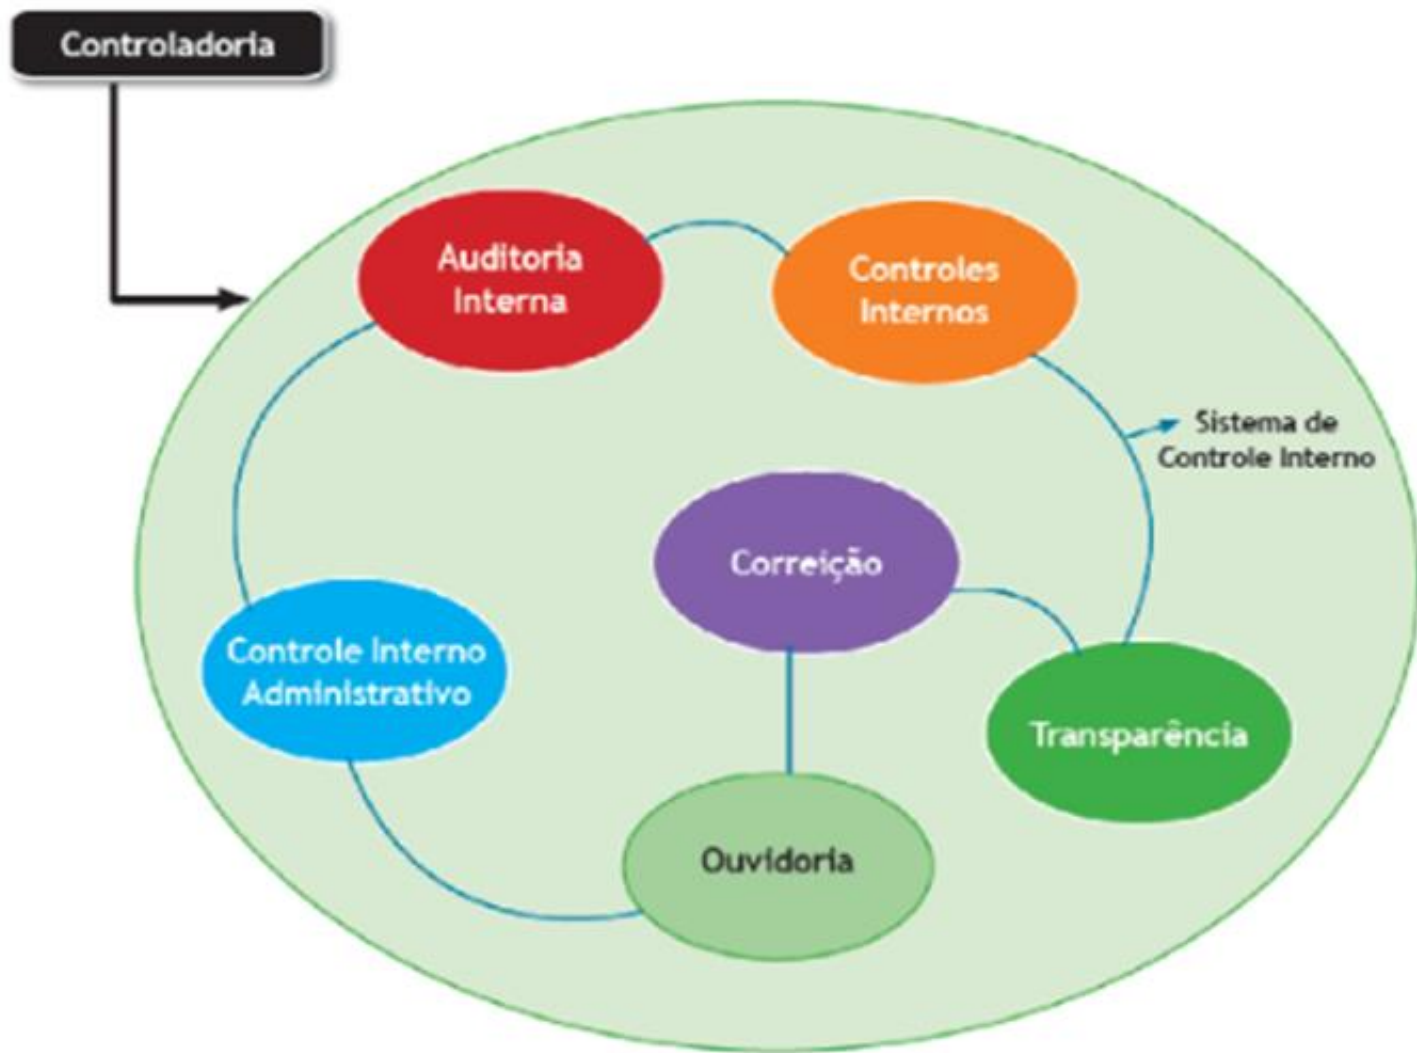 Controladoria
Auditoria
Interna
Controles
Internos
Sistema de
Controle Interno
Correição
Controle Interno
Administrativo
Transparência
Ouvidoria